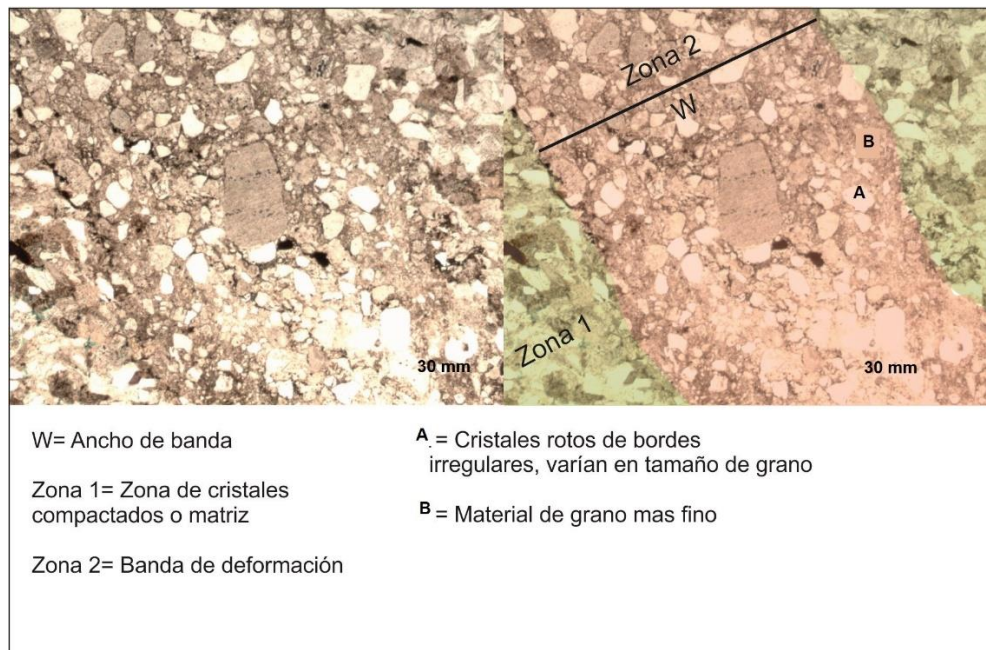 Zona 2
W
B
A
Zona 1
30 mm
30 mm
W= Ancho de banda
Zona 1= Zona de cristales
compactados o matriz
Zona 2= Banda de deformación
A.= Cristales rotos de bordes
irregulares, varían en tamaño de grano
B = Material de grano mas fino